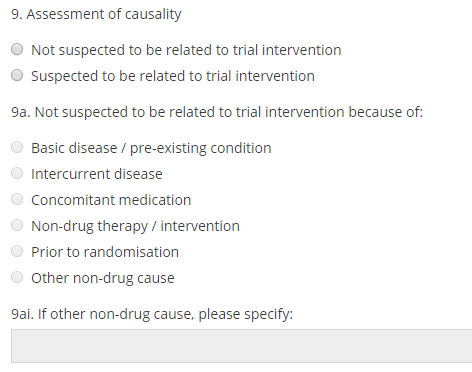 9. Assessment of causality
Not suspected to be related to trial intervention
Suspected to be related to trial intervention
9a. Not suspected to be related to trial intervention because of:
Basic disease / pre-existing condition
Intercurrent disease
Concomitant medication
Non-drug therapy / intervention
Prior to randomisation
Other non-drug cause
9ai. If other non-drug cause, please specify: